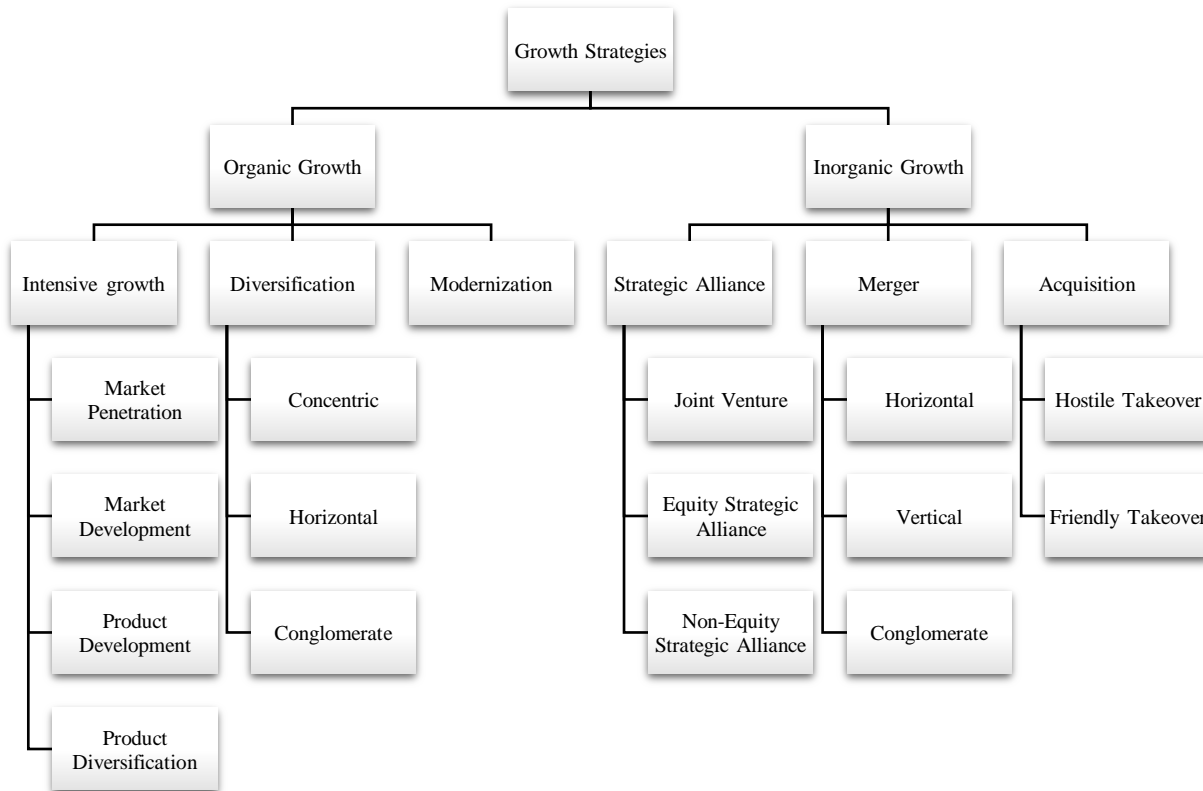 Growth Strategies
Organic Growth
Inorganic Growth
Intensive growth
Diversification
Modernization
Strategic Alliance
Merger
Acquisition
Market
Penetration
Concentric
Joint Venture
Horizontal
Hostile Takeover
Market
Development
Horizontal
Equity Strategic
Alliance
Vertical
Friendly Takeover
Product
Development
Conglomerate
Non-Equity
Strategic Alliance
Conglomerate
Product
Diversification